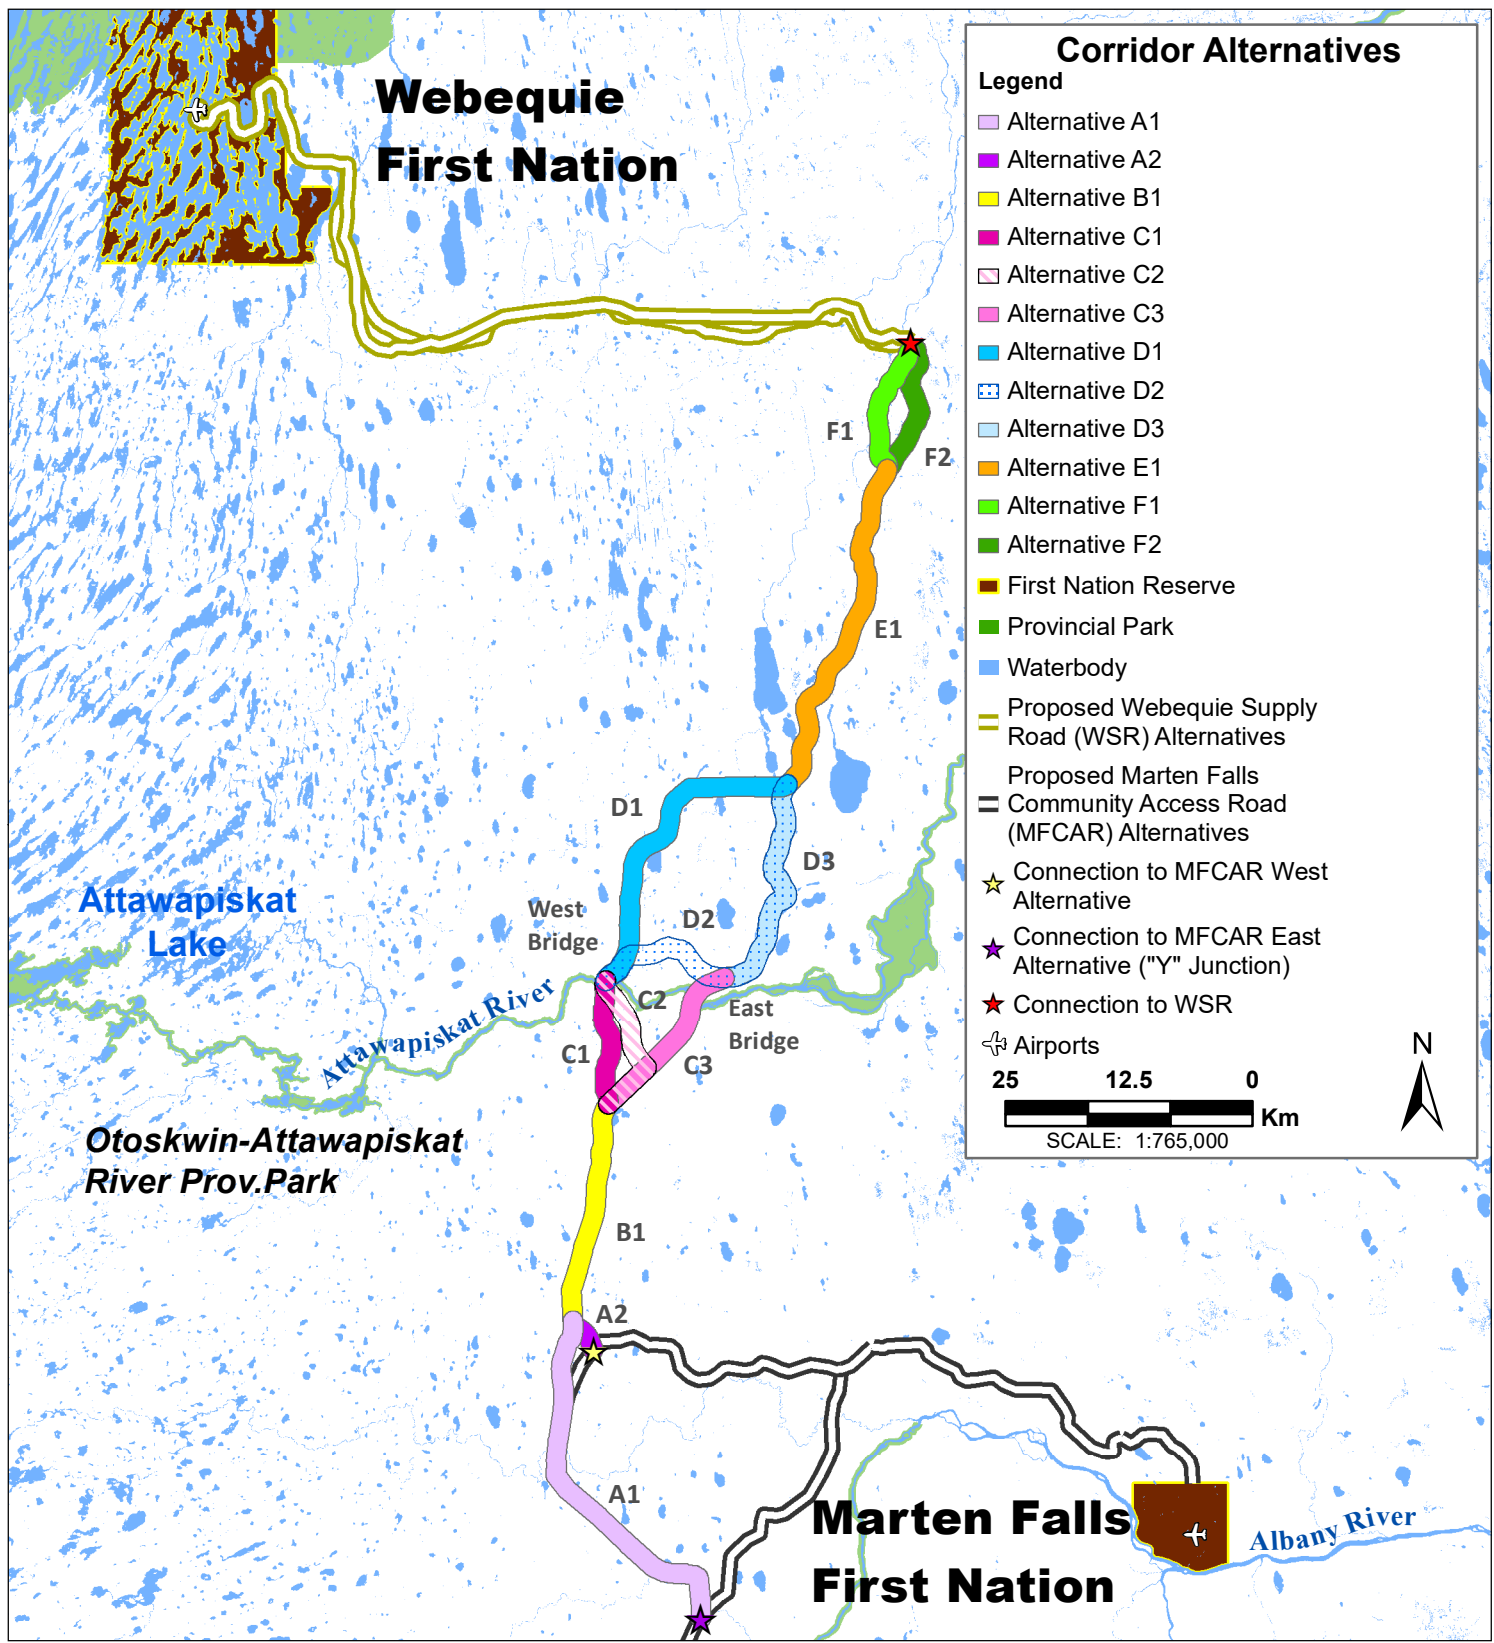 Webequie
First Nation
F1
F2
E1
D1
D3
D2
West
Bridge
Attawapiskat
Lake
Attawapiskat River
C2
East
Bridge
C1
C3
Otoskwin-Attawapiskat
River Prov.Park
B1
A2
A1
Marten Falls
First Nation
Albany River
Corridor Alternatives
Legend
Alternative A1
Alternative A2
Alternative B1
Alternative C1
Alternative C2
Alternative C3
Alternative D1
Alternative D2
Alternative D3
Alternative E1
Alternative F1
Alternative F2
First Nation Reserve
Provincial Park
Waterbody
Proposed Webequie Supply
Road (WSR) Alternatives
Proposed Marten Falls
Community Access Road
(MFCAR) Alternatives
Connection to MFCAR West
Alternative
Connection to MFCAR East
Alternative ("Y" Junction)
Connection to WSR
Airports
N
25 12.5 0
Km
SCALE: 1:765,000